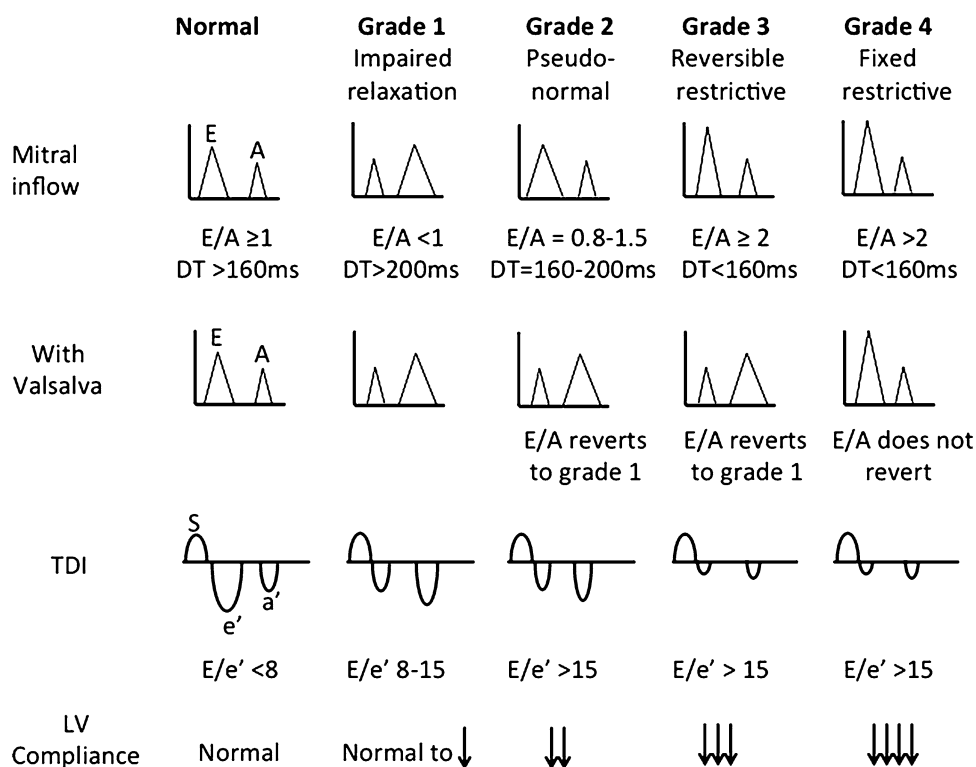 Normal Grade 1 Grade 2 Grade 3 Grade 4
Impaired Pseudo- Reversible Fixed
relaxation normal restrictive restrictive
Mitral
inflow
E A
E/A ≥1 E/A <1 E/A = 0.8-1.5 E/A ≥ 2 E/A >2
DT >160ms DT>200ms DT=160-200ms DT<160ms DT<160ms
With
Valsalva
E A
E/A reverts E/A reverts E/A does not
to grade 1 to grade 1 revert
TDI
S
e’ a’
E/e’ <8 E/e’ 8-15 E/e’ >15 E/e’ > 15 E/e’ >15
LV
Compliance Normal Normal to ↓ ↓↓ ↓↓↓ ↓↓↓↓